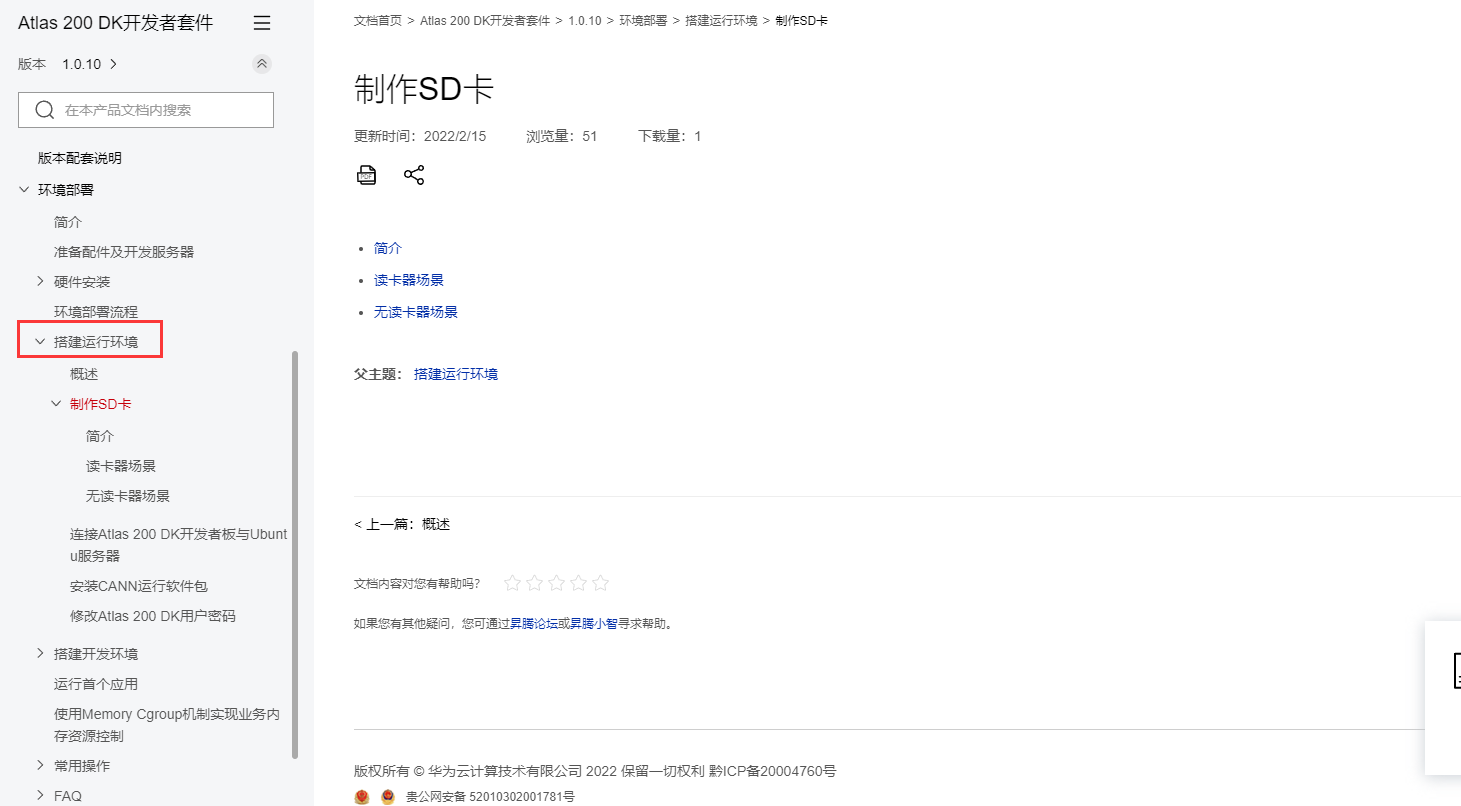 Atlas 200 DK开发者套件
版本 1.0.10
在本产品文档内搜索
版本配套说明
环境部署
简介
准备配件及开发服务器
硬件安装
环境部署流程
搭建运行环境
概述
制作SD卡
简介
读卡器场景
无读卡器场景
连接Atlas 200 DK开发者板与Ubunt
u服务器
安装CANN运行软件包
修改Atlas 200 DK用户密码
搭建开发环境
运行首个应用
使用Memory Cgroup机制实现业务内
存资源控制
常用操作
FAQ
文档首页 > Atlas 200 DK开发者套件 > 1.0.10 > 环境部署 > 搭建运行环境 > 制作SD卡
制作SD卡
更新时间：2022/2/15 浏览量：51 下载量：1
PDF
简介
读卡器场景
无读卡器场景
父主题： 搭建运行环境
< 上一篇：概述
文档内容对您有帮助吗？
如果您有其他疑问，您可通过昇腾论坛或昇腾小智寻求帮助。
版权所有 © 华为云计算技术有限公司 2022 保留一切权利 黔ICP备20004760号
贵公网安备 52010302001781号